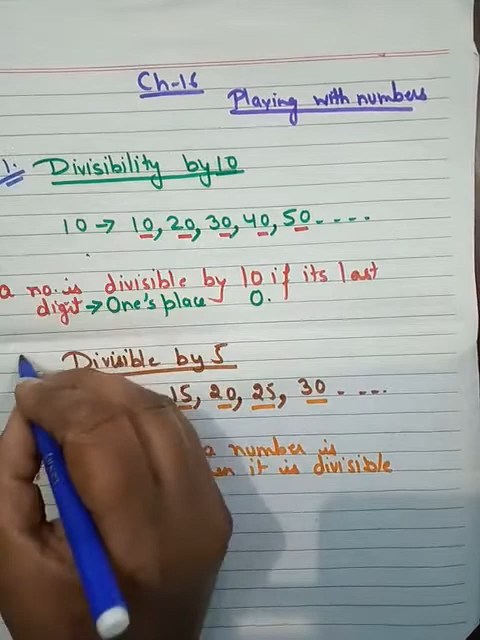 Ch-16
Playing with numbers
1. Divisibility by 10
10 → 10, 20, 30, 40, 50 ....
a no. is divisible by 10 if its last
digit → One's place 0.
Divisible by 5
15, 20, 25, 30 ....
a number is
it is divisible